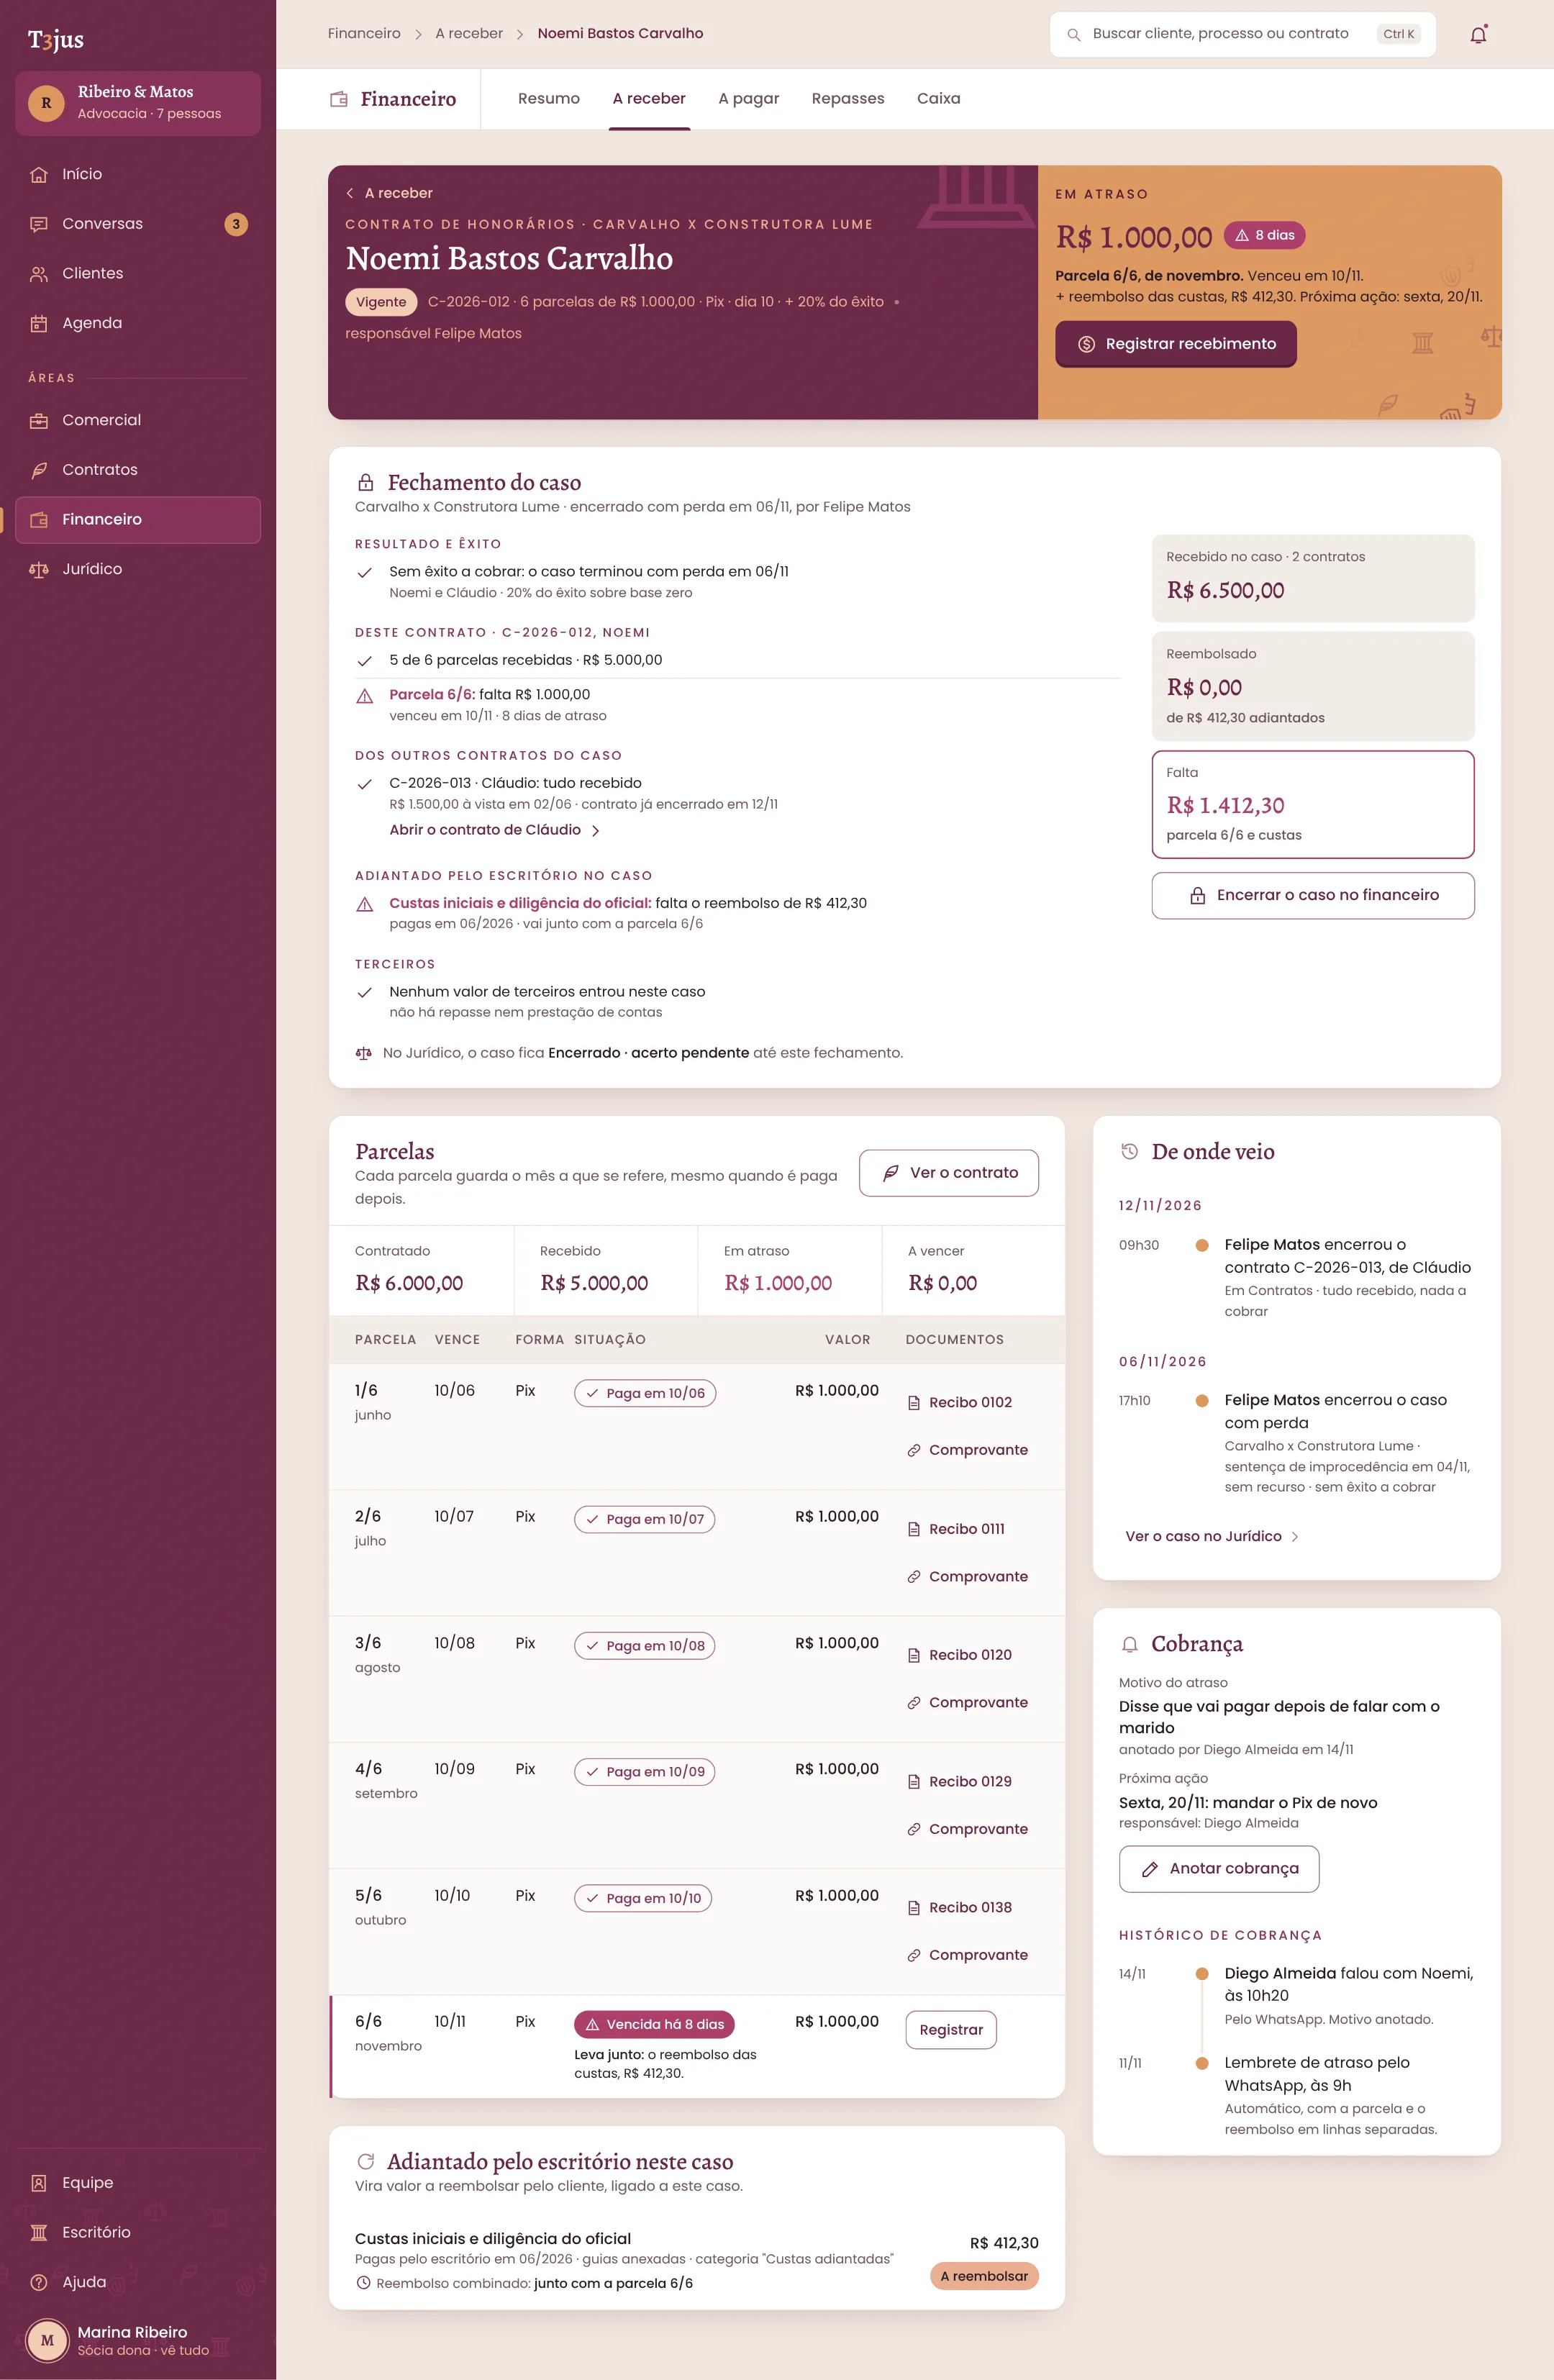 T3jus
R
Ribeiro & Matos
Advocacia · 7 pessoas
Início
Conversas
3
Clientes
Agenda
ÁREAS
Comercial
Contratos
Financeiro
Jurídico
Equipe
Escritório
Ajuda
M
Marina Ribeiro
Sócia dona · vê tudo
Financeiro
A receber
Noemi Bastos Carvalho
Buscar cliente, processo ou contrato
Ctrl K
Financeiro
Resumo
A receber
A pagar
Repasses
Caixa
A receber
CONTRATO DE HONORÁRIOS · CARVALHO X CONSTRUTORA LUME
Noemi Bastos Carvalho
Vigente
C-2026-012 · 6 parcelas de R$ 1.000,00 · Pix · dia 10 · + 20% do êxito
responsável Felipe Matos
EM ATRASO
R$ 1.000,00
8 dias
Parcela 6/6, de novembro. Venceu em 10/11.
+ reembolso das custas, R$ 412,30. Próxima ação: sexta, 20/11.
Registrar recebimento
Fechamento do caso
Carvalho x Construtora Lume · encerrado com perda em 06/11, por Felipe Matos
RESULTADO E ÊXITO
Sem êxito a cobrar: o caso terminou com perda em 06/11
Noemi e Cláudio · 20% do êxito sobre base zero
DESTE CONTRATO · C-2026-012, NOEMI
5 de 6 parcelas recebidas · R$ 5.000,00
Parcela 6/6: falta R$ 1.000,00
venceu em 10/11 · 8 dias de atraso
DOS OUTROS CONTRATOS DO CASO
C-2026-013 · Cláudio: tudo recebido
R$ 1.500,00 à vista em 02/06 · contrato já encerrado em 12/11
Abrir o contrato de Cláudio
ADIANTADO PELO ESCRITÓRIO NO CASO
Custas iniciais e diligência do oficial: falta o reembolso de R$ 412,30
pagas em 06/2026 · vai junto com a parcela 6/6
TERCEIROS
Nenhum valor de terceiros entrou neste caso
não há repasse nem prestação de contas
No Jurídico, o caso fica Encerrado · acerto pendente até este fechamento.
Recebido no caso · 2 contratos
R$ 6.500,00
Reembolsado
R$ 0,00
de R$ 412,30 adiantados
Falta
R$ 1.412,30
parcela 6/6 e custas
Encerrar o caso no financeiro
Parcelas
Cada parcela guarda o mês a que se refere, mesmo quando é paga
depois.
Ver o contrato
Contratado
R$ 6.000,00
Recebido
R$ 5.000,00
Em atraso
R$ 1.000,00
A vencer
R$ 0,00
PARCELA VENCE FORMA SITUAÇÃO VALOR DOCUMENTOS
1/6 10/06 Pix Paga em 10/06 R$ 1.000,00 Recibo 0102
junho
Comprovante
2/6 10/07 Pix Paga em 10/07 R$ 1.000,00 Recibo 0111
julho
Comprovante
3/6 10/08 Pix Paga em 10/08 R$ 1.000,00 Recibo 0120
agosto
Comprovante
4/6 10/09 Pix Paga em 10/09 R$ 1.000,00 Recibo 0129
setembro
Comprovante
5/6 10/10 Pix Paga em 10/10 R$ 1.000,00 Recibo 0138
outubro
Comprovante
6/6 10/11 Pix Vencida há 8 dias R$ 1.000,00 Registrar
novembro
Leva junto: o reembolso das
custas, R$ 412,30.
Adiantado pelo escritório neste caso
Vira valor a reembolsar pelo cliente, ligado a este caso.
Custas iniciais e diligência do oficial
R$ 412,30
Pagas pelo escritório em 06/2026 · guias anexadas · categoria "Custas adiantadas"
Reembolso combinado: junto com a parcela 6/6
A reembolsar
De onde veio
12/11/2026
09h30
Felipe Matos encerrou o
contrato C-2026-013, de Cláudio
Em Contratos · tudo recebido, nada a
cobrar
06/11/2026
17h10
Felipe Matos encerrou o caso
com perda
Carvalho x Construtora Lume ·
sentença de improcedência em 04/11,
sem recurso · sem êxito a cobrar
Ver o caso no Jurídico
Cobrança
Motivo do atraso
Disse que vai pagar depois de falar com o
marido
anotado por Diego Almeida em 14/11
Próxima ação
Sexta, 20/11: mandar o Pix de novo
responsável: Diego Almeida
Anotar cobrança
HISTÓRICO DE COBRANÇA
14/11
Diego Almeida falou com Noemi,
às 10h20
Pelo WhatsApp. Motivo anotado.
11/11
Lembrete de atraso pelo
WhatsApp, às 9h
Automático, com a parcela e o
reembolso em linhas separadas.